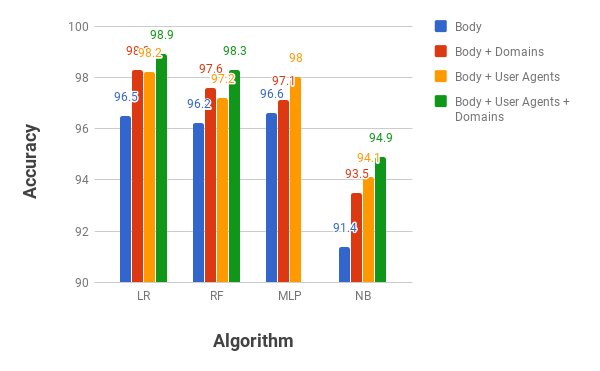 100
98
96
94
92
90
Accuracy
96.5
98.2
98.9
96.2
97.6
97.2
98.3
96.6
97.1
98
91.4
93.5
94.1
94.9
LR
RF
MLP
NB
Algorithm
Body
Body + Domains
Body + User Agents
Body + User Agents +
Domains